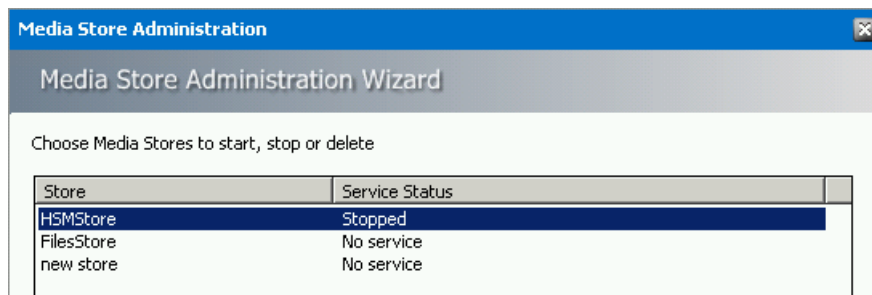 Media Store Administration
Media Store Administration Wizard
Choose Media Stores to start, stop or delete
Store Service Status
HSMStore Stopped
FilesStore No service
new store No service